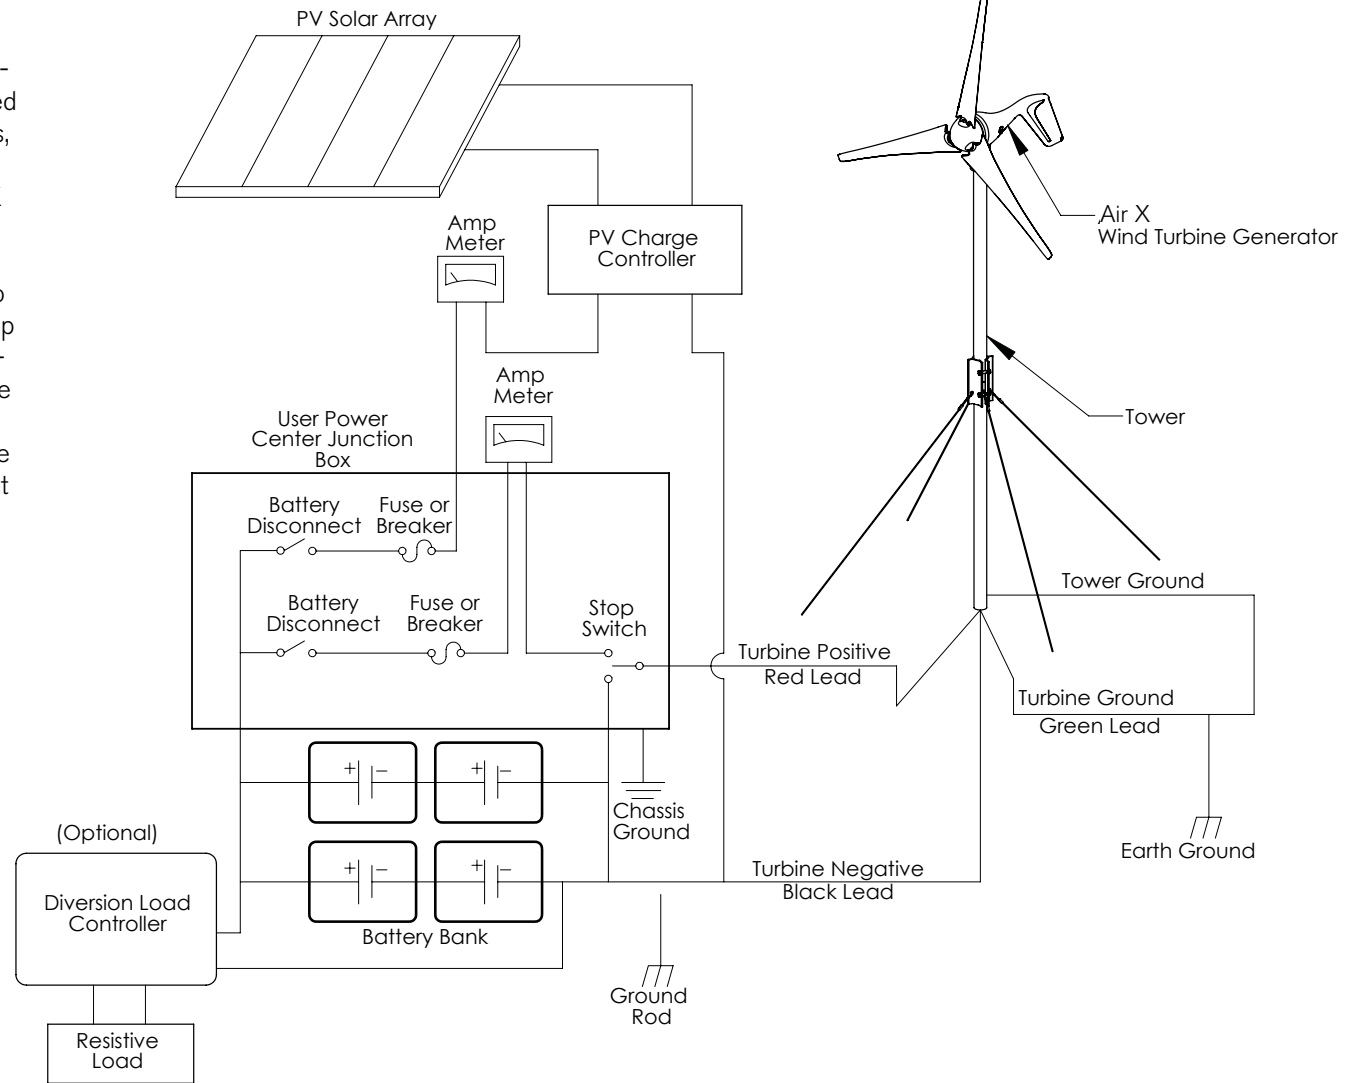 -
ed
s,
PV Solar Array
Amp
Meter
PV Charge
Controller
Air X
Wind Turbine Generator
o
p
-
e
e
t
Amp
Meter
Tower
User Power
Center Junction
Box
Battery
Disconnect
Fuse or
Breaker
Battery
Disconnect
Fuse or
Breaker
Stop
Switch
Tower Ground
Turbine Positive
Red Lead
Turbine Ground
Green Lead
+ –
+ –
Chassis
Ground
Earth Ground
(Optional)
Diversion Load
Controller
+ –
+ –
Battery Bank
Turbine Negative
Black Lead
Ground
Rod
Resistive
Load